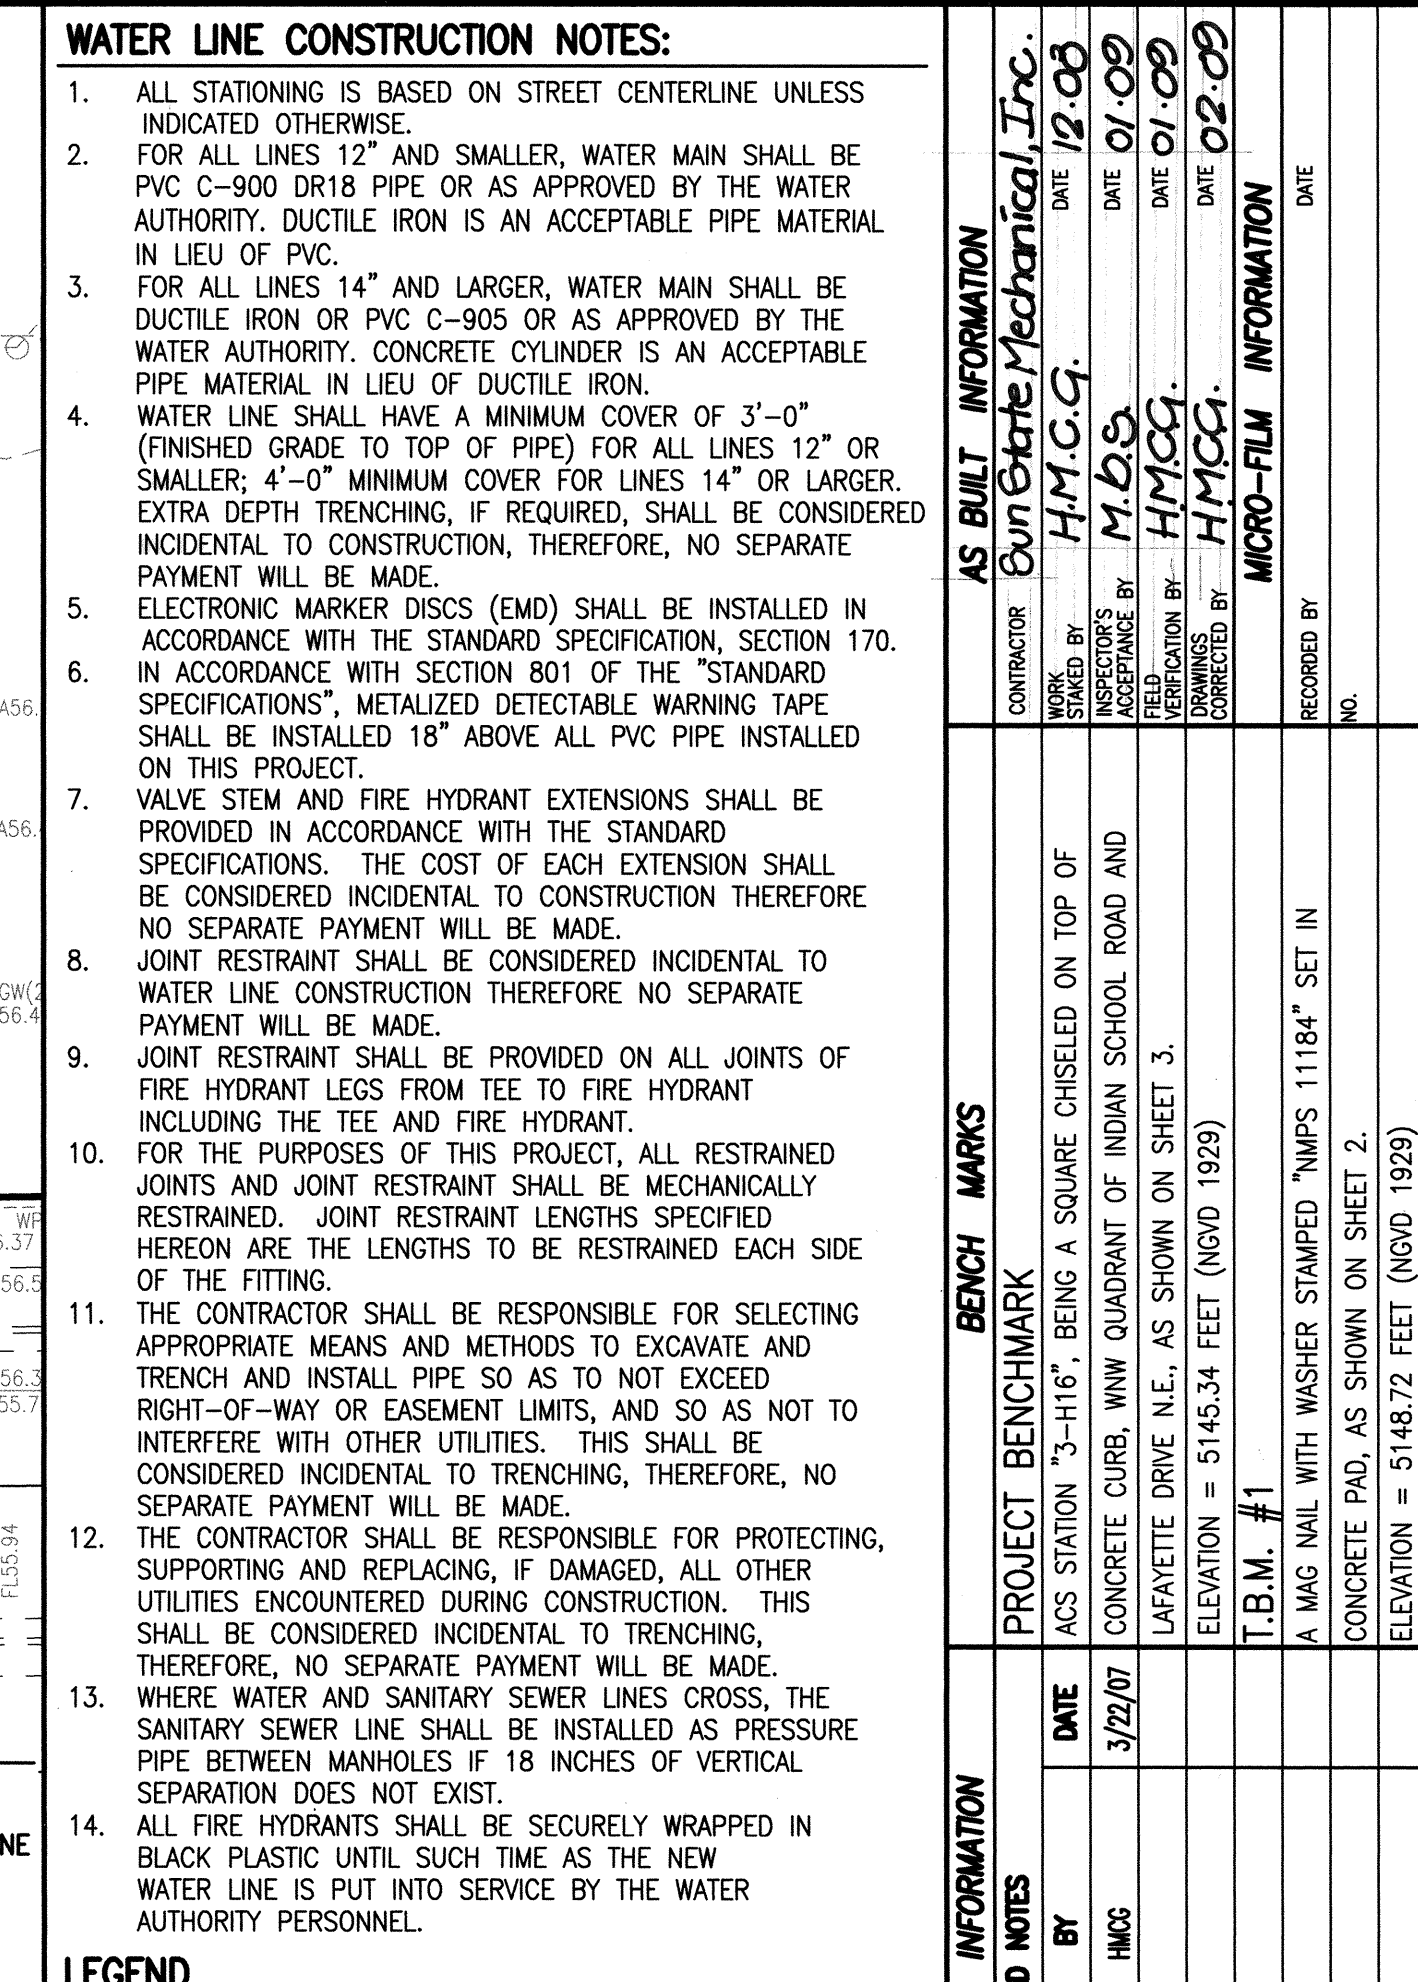 WATER LINE CONSTRUCTION NOTES:
1. ALL STATIONING IS BASED ON STREET CENTERLINE UNLESS
INDICATED OTHERWISE.
2. FOR ALL LINES 12" AND SMALLER, WATER MAIN SHALL BE
PVC C-900 DR18 PIPE OR AS APPROVED BY THE WATER
AUTHORITY. DUCTILE IRON IS AN ACCEPTABLE PIPE MATERIAL
IN LIEU OF PVC.
3. FOR ALL LINES 14" AND LARGER, WATER MAIN SHALL BE
DUCTILE IRON OR PVC C-905 OR AS APPROVED BY THE
WATER AUTHORITY. CONCRETE CYLINDER IS AN ACCEPTABLE
PIPE MATERIAL IN LIEU OF DUCTILE IRON.
4. WATER LINE SHALL HAVE A MINIMUM COVER OF 3'-0"
(FINISHED GRADE TO TOP OF PIPE) FOR ALL LINES 12" OR
SMALLER; 4'-0" MINIMUM COVER FOR LINES 14" OR LARGER.
EXTRA DEPTH TRENCHING, IF REQUIRED, SHALL BE CONSIDERED
INCIDENTAL TO CONSTRUCTION, THEREFORE, NO SEPARATE
PAYMENT WILL BE MADE.
5. ELECTRONIC MARKER DISCS (EMD) SHALL BE INSTALLED IN
ACCORDANCE WITH THE STANDARD SPECIFICATION, SECTION 170.
6. IN ACCORDANCE WITH SECTION 801 OF THE "STANDARD
SPECIFICATIONS", METALIZED DETECTABLE WARNING TAPE
SHALL BE INSTALLED 18" ABOVE ALL PVC PIPE INSTALLED
ON THIS PROJECT.
7. VALVE STEM AND FIRE HYDRANT EXTENSIONS SHALL BE
PROVIDED IN ACCORDANCE WITH THE STANDARD
SPECIFICATIONS. THE COST OF EACH EXTENSION SHALL
BE CONSIDERED INCIDENTAL TO CONSTRUCTION THEREFORE
NO SEPARATE PAYMENT WILL BE MADE.
8. JOINT RESTRAINT SHALL BE CONSIDERED INCIDENTAL TO
WATER LINE CONSTRUCTION THEREFORE NO SEPARATE
PAYMENT WILL BE MADE.
9. JOINT RESTRAINT SHALL BE PROVIDED ON ALL JOINTS OF
FIRE HYDRANT LEGS FROM TEE TO FIRE HYDRANT
INCLUDING THE TEE AND FIRE HYDRANT.
10. FOR THE PURPOSES OF THIS PROJECT, ALL RESTRAINED
JOINTS AND JOINT RESTRAINT SHALL BE MECHANICALLY
RESTRAINED. JOINT RESTRAINT LENGTHS SPECIFIED
HEREON ARE THE LENGTHS TO BE RESTRAINED EACH SIDE
OF THE FITTING.
11. THE CONTRACTOR SHALL BE RESPONSIBLE FOR SELECTING
APPROPRIATE MEANS AND METHODS TO EXCAVATE AND
TRENCH AND INSTALL PIPE SO AS TO NOT EXCEED
RIGHT-OF-WAY OR EASEMENT LIMITS, AND SO AS NOT TO
INTERFERE WITH OTHER UTILITIES. THIS SHALL BE
CONSIDERED INCIDENTAL TO TRENCHING, THEREFORE, NO
SEPARATE PAYMENT WILL BE MADE.
12. THE CONTRACTOR SHALL BE RESPONSIBLE FOR PROTECTING,
SUPPORTING AND REPLACING, IF DAMAGED, ALL OTHER
UTILITIES ENCOUNTERED DURING CONSTRUCTION. THIS
SHALL BE CONSIDERED INCIDENTAL TO TRENCHING,
THEREFORE, NO SEPARATE PAYMENT WILL BE MADE.
13. WHERE WATER AND SANITARY SEWER LINES CROSS, THE
SANITARY SEWER LINE SHALL BE INSTALLED AS PRESSURE
PIPE BETWEEN MANHOLES IF 18 INCHES OF VERTICAL
SEPARATION DOES NOT EXIST.
14. ALL FIRE HYDRANTS SHALL BE SECURELY WRAPPED IN
BLACK PLASTIC UNTIL SUCH TIME AS THE NEW
WATER LINE IS PUT INTO SERVICE BY THE WATER
AUTHORITY PERSONNEL.
LEGEND
AS BUILT INFORMATION
CONTRACTOR Sun State Mechanical, Inc.
WORK
STAKED BY H.M.C.G. DATE 12.08
INSPECTOR'S
ACCEPTANCE BY M.D.S. DATE 01.09
FIELD
VERIFICATION BY H.M.C.G. DATE 01.09
DRAWINGS
CORRECTED BY H.M.C.G. DATE 02.09
MICRO-FILM INFORMATION
RECORDED BY DATE
NO.
BENCH MARKS
PROJECT BENCHMARK
ACS STATION "3-H16", BEING A SQUARE CHISELED ON TOP OF
CONCRETE CURB, WNW QUADRANT OF INDIAN SCHOOL ROAD AND
LAFAYETTE DRIVE N.E., AS SHOWN ON SHEET 3.
ELEVATION = 5145.34 FEET (NGVD 1929)
T.B.M. #1
A MAG NAIL WITH WASHER STAMPED "NMPS 11184" SET IN
CONCRETE PAD, AS SHOWN ON SHEET 2.
ELEVATION = 5148.72 FEET (NGVD 1929)
INFORMATION
D NOTES
BY DATE
HMCG 3/22/07
A56.
A56.
GW(2
56.4
WP
6.37
56.5
56.3
55.7
FL55.94
NE